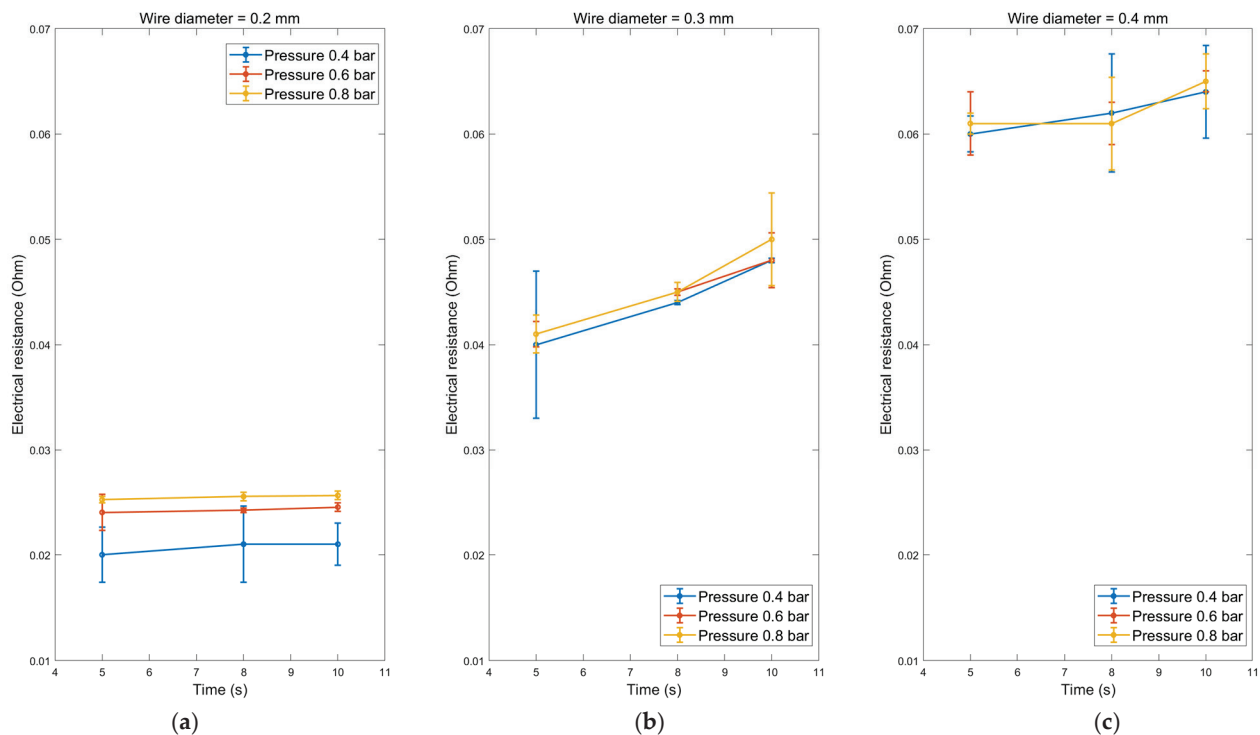 Wire diameter = 0.2 mm
0.07
0.06
0.05
0.04
0.03
0.02
0.01
Electrical resistance (Ohm)
Pressure 0.4 bar
Pressure 0.6 bar
Pressure 0.8 bar
4 5 6 7 8 9 10 11
Time (s)
(a)
Wire diameter = 0.3 mm
0.07
0.06
0.05
0.04
0.03
0.02
0.01
Electrical resistance (Ohm)
Pressure 0.4 bar
Pressure 0.6 bar
Pressure 0.8 bar
4 5 6 7 8 9 10 11
Time (s)
(b)
Wire diameter = 0.4 mm
0.07
0.06
0.05
0.04
0.03
0.02
0.01
Electrical resistance (Ohm)
Pressure 0.4 bar
Pressure 0.6 bar
Pressure 0.8 bar
4 5 6 7 8 9 10 11
Time (s)
(c)